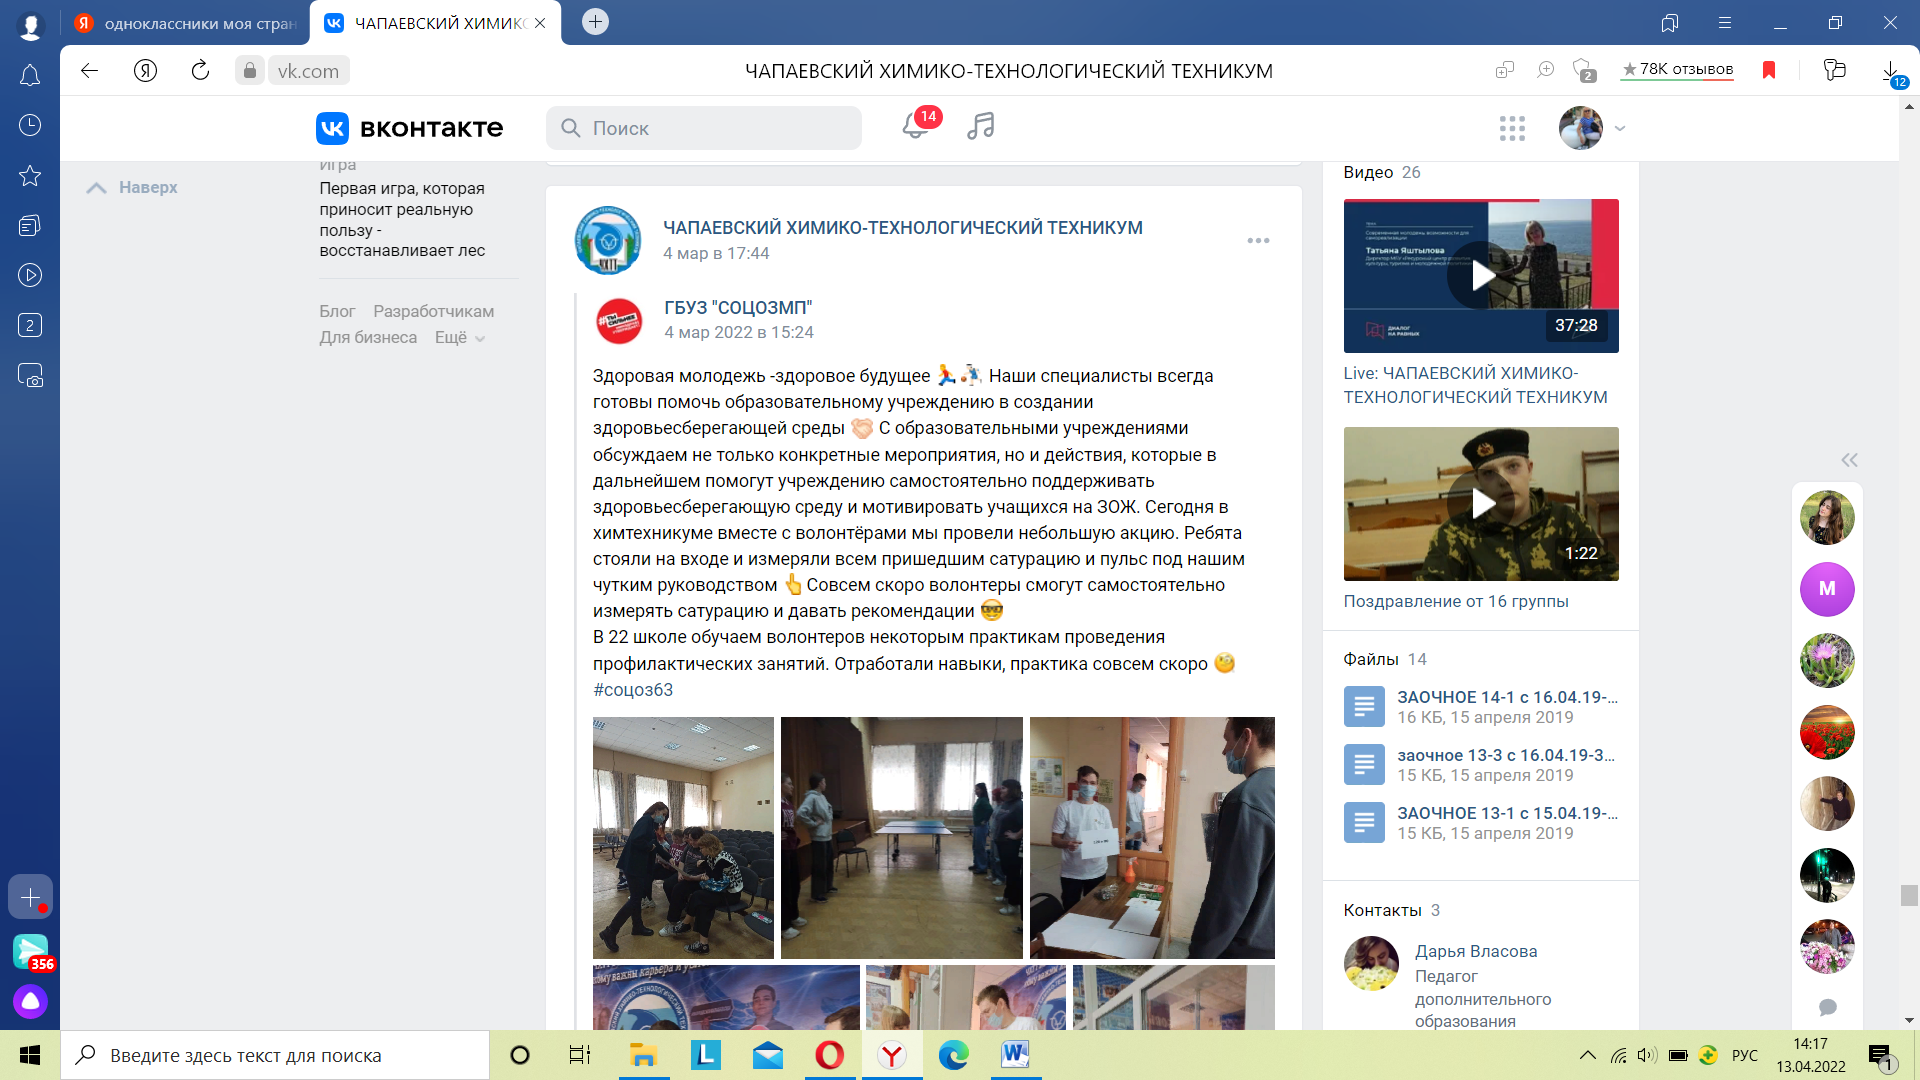 одноклассники моя стран
ЧАПАЕВСКИЙ ХИМИКО
vk.com
ЧАПАЕВСКИЙ ХИМИКО-ТЕХНОЛОГИЧЕСКИЙ ТЕХНИКУМ
2
★78K отзывов
12
вконтакте
Поиск
14
Наверх
Игра
Первая игра, которая
приносит реальную
пользу -
восстанавливает лес
Блог Разработчикам
Для бизнеса Ещё
ЧАПАЕВСКИЙ ХИМИКО-ТЕХНОЛОГИЧЕСКИЙ ТЕХНИКУМ
4 мар в 17:44
ГБУЗ "СОЦОЗМП"
4 мар 2022 в 15:24
Здоровая молодежь -здоровое будущее 🏃⛹ Наши специалисты всегда
готовы помочь образовательному учреждению в создании
здоровьесберегающей среды 🤝 С образовательными учреждениями
обсуждаем не только конкретные мероприятия, но и действия, которые в
дальнейшем помогут учреждению самостоятельно поддерживать
здоровьесберегающую среду и мотивировать учащихся на ЗОЖ. Сегодня в
химтехникуме вместе с волонтёрами мы провели небольшую акцию. Ребята
стояли на входе и измеряли всем пришедшим сатурацию и пульс под нашим
чутким руководством 👆 Совсем скоро волонтеры смогут самостоятельно
измерять сатурацию и давать рекомендации 🤓
В 22 школе обучаем волонтеров некоторым практикам проведения
профилактических занятий. Отработали навыки, практика совсем скоро 🧐
#соцоз63
Видео 26
Татьяна Яштылова
ДИАЛОГ
НА РАВНЫХ
37:28
Live: ЧАПАЕВСКИЙ ХИМИКО-
ТЕХНОЛОГИЧЕСКИЙ ТЕХНИКУМ
1:22
Поздравление от 16 группы
Файлы 14
ЗАОЧНОЕ 14-1 с 16.04.19-...
16 КБ, 15 апреля 2019
заочное 13-3 с 16.04.19-3...
15 КБ, 15 апреля 2019
ЗАОЧНОЕ 13-1 с 15.04.19-...
15 КБ, 15 апреля 2019
Контакты 3
Дарья Власова
Педагог
дополнительного
образования
M
2
356
Введите здесь текст для поиска
РУС
14:17
13.04.2022
1